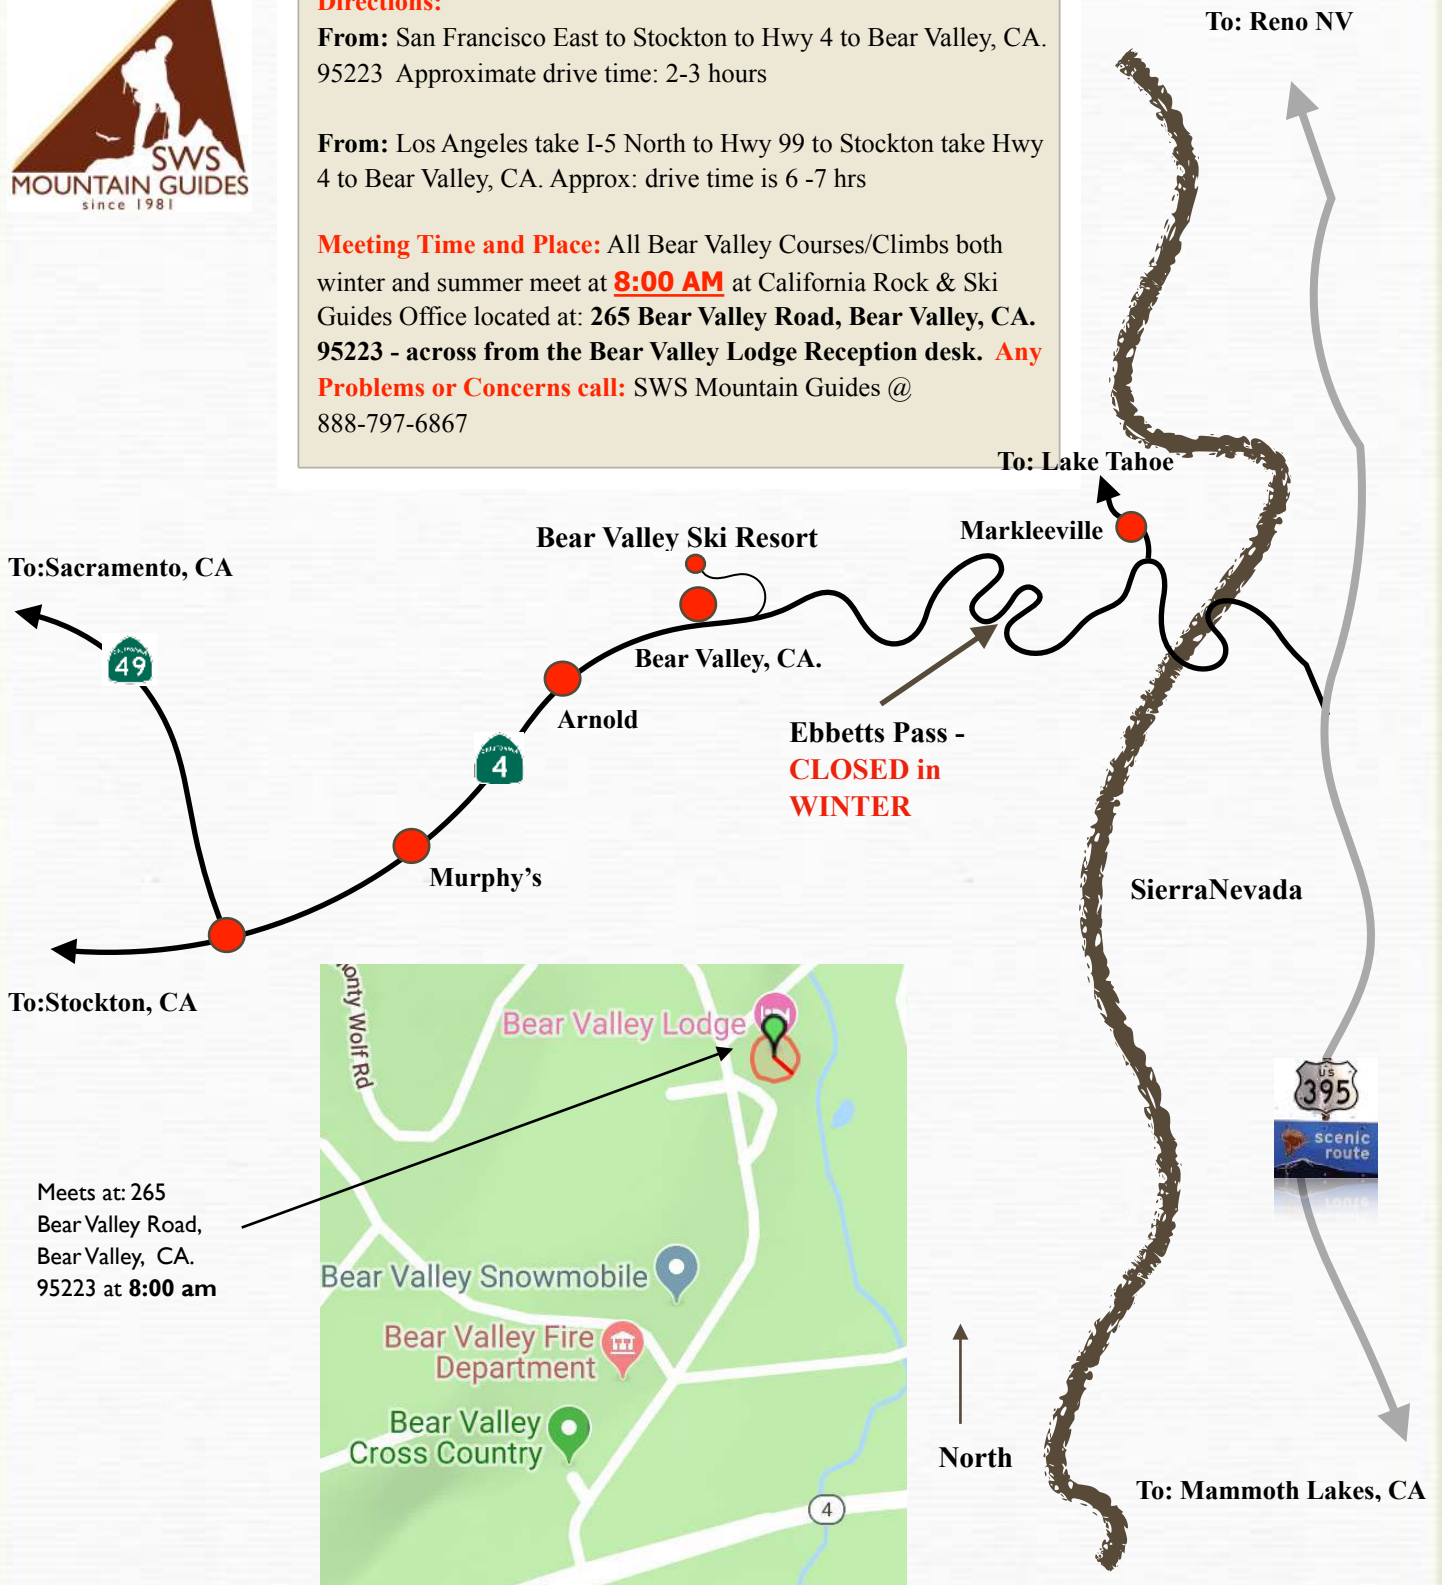 Directions:
From: San Francisco East to Stockton to Hwy 4 to Bear Valley, CA.
95223 Approximate drive time: 2-3 hours
From: Los Angeles take I-5 North to Hwy 99 to Stockton take Hwy
4 to Bear Valley, CA. Approx: drive time is 6 -7 hrs
Meeting Time and Place: All Bear Valley Courses/Climbs both
winter and summer meet at 8:00 AM at California Rock & Ski
Guides Office located at: 265 Bear Valley Road, Bear Valley, CA.
95223 - across from the Bear Valley Lodge Reception desk. Any
Problems or Concerns call: SWS Mountain Guides @
888-797-6867
SWS
MOUNTAIN GUIDES
since 1981
To: Reno NV
To: Lake Tahoe
Markleeville
Bear Valley Ski Resort
To:Sacramento, CA
49
Bear Valley, CA.
Arnold
4
Ebbetts Pass -
CLOSED in
WINTER
Murphy's
SierraNevada
To:Stockton, CA
onty Wolf Rd
Bear Valley Lodge
US
395
scenic
route
Meets at: 265
Bear Valley Road,
Bear Valley, CA.
95223 at 8:00 am
Bear Valley Snowmobile
Bear Valley Fire
Department
Bear Valley
Cross Country
4
North
To: Mammoth Lakes, CA